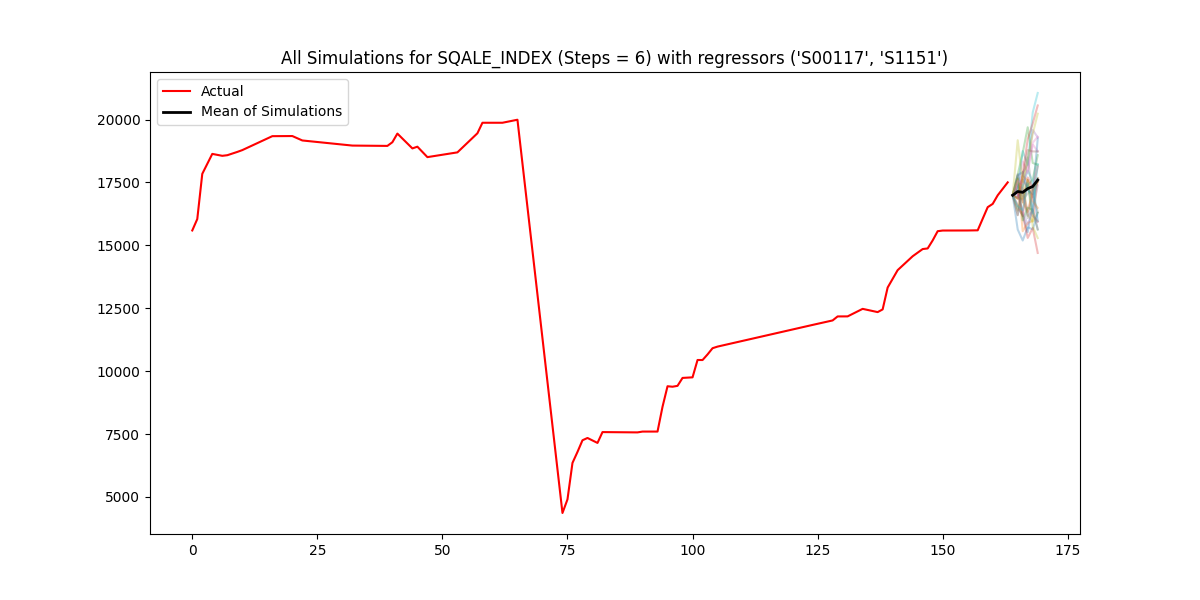 All Simulations for SQALE_INDEX (Steps = 6) with regressors ('S00117', 'S1151')
Actual
Mean of Simulations
20000
17500
15000
12500
10000
7500
5000
0 25 50 75 100 125 150 175